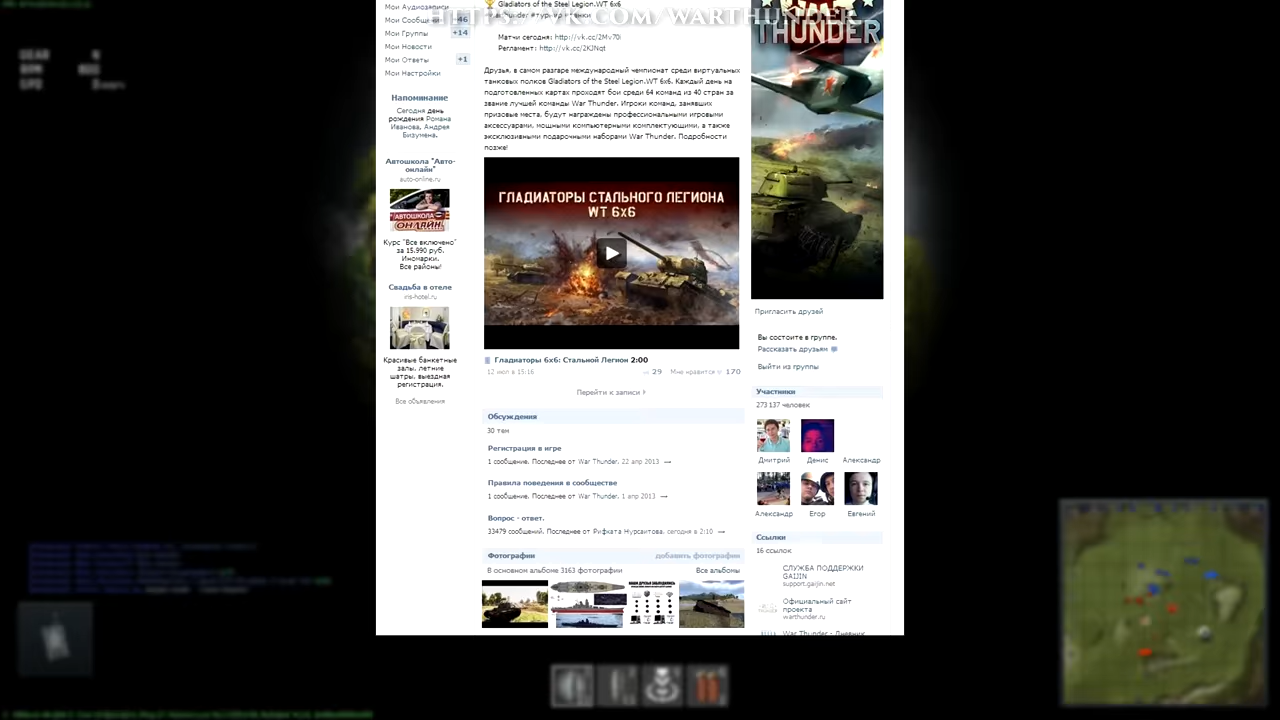 HTTPS://VK.COM/WARTHUNDER
Мои Аудиозаписи
Мои Сообщения
46
Мои Группы
+14
Мои Новости
Мои Ответы
+1
Мои Настройки
Напоминание
Сегодня день
рождения Романа
Иванова, Андрея
Бизумена.
Автошкола "Авто-
онлайн"
auto-online.ru
АВТОШКОЛА
ОНЛАЙН
Курс "Все включено"
за 15.990 руб.
Иномарки.
Все районы!
Свадьба в отеле
iris-hotel.ru
Красивые банкетные
залы, летние
шатры, выездная
регистрация.
Все объявления
Gladiators of the Steel Legion.WT 6x6
Матчи сегодня: http://vk.cc/2Mv70l
Регламент: http://vk.cc/2KJNqt
Друзья, в самом разгаре международный чемпионат среди виртуальных
танковых полков Gladiators of the Steel Legion.WT 6x6. Каждый день на
подготовленных картах проходят бои среди 64 команд из 40 стран за
звание лучшей команды War Thunder. Игроки команд, занявших
призовые места, будут награждены профессиональными игровыми
аксессуарами, мощными компьютерными комплектующими, а также
эксклюзивными подарочными наборами War Thunder. Подробности
позже!
ГЛАДИАТОРЫ СТАЛЬНОГО ЛЕГИОНА
WT 6x6
Гладиаторы 6x6: Стальной Легион 2:00
12 июл в 15:16
29
Мне нравится 170
Перейти к записи
Обсуждения
30 тем
Регистрация в игре
1 сообщение. Последнее от War Thunder, 22 апр 2013 →
Правила поведения в сообществе
1 сообщение. Последнее от War Thunder, 1 апр 2013 →
Вопрос - ответ.
33479 сообщений. Последнее от Рифката Нурсаитова, сегодня в 2:10 →
Фотографии
добавить фотографии
В основном альбоме 3163 фотографии
Все альбомы
THUNDER
Пригласить друзей
Вы состоите в группе.
Рассказать друзьям
Выйти из группы
Участники
273 137 человек
Дмитрий
Денис
Александр
Александр
Егор
Евгений
Ссылки
16 ссылок
СЛУЖБА ПОДДЕРЖКИ
GAIJIN
support.gaijin.net
Официальный сайт
проекта
warthunder.ru
War Thunder - Дневник